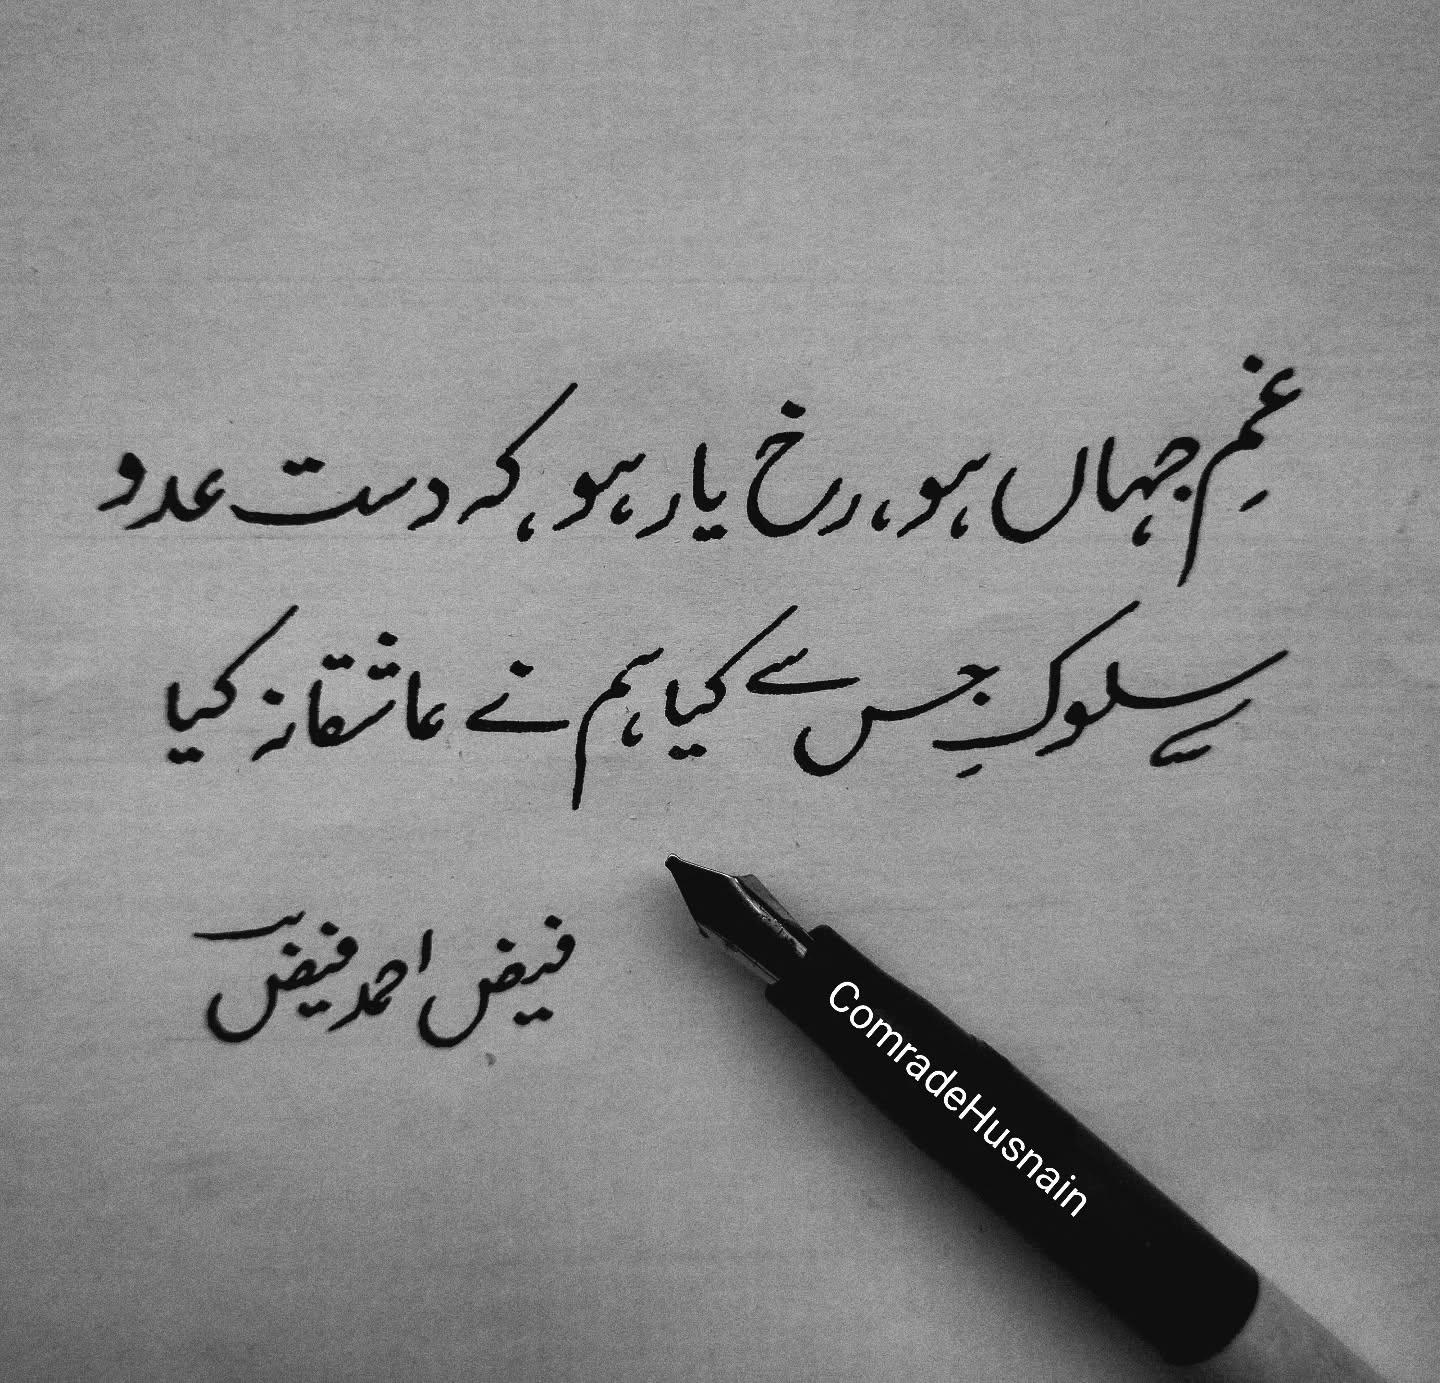 غمِ جہاں ہو، رخ یار ہو، کہ دست عدو
سلوکِ جس سے کیا ہم نے عاشقانہ کیا
فیض احمد فیض
ComradeHusnain